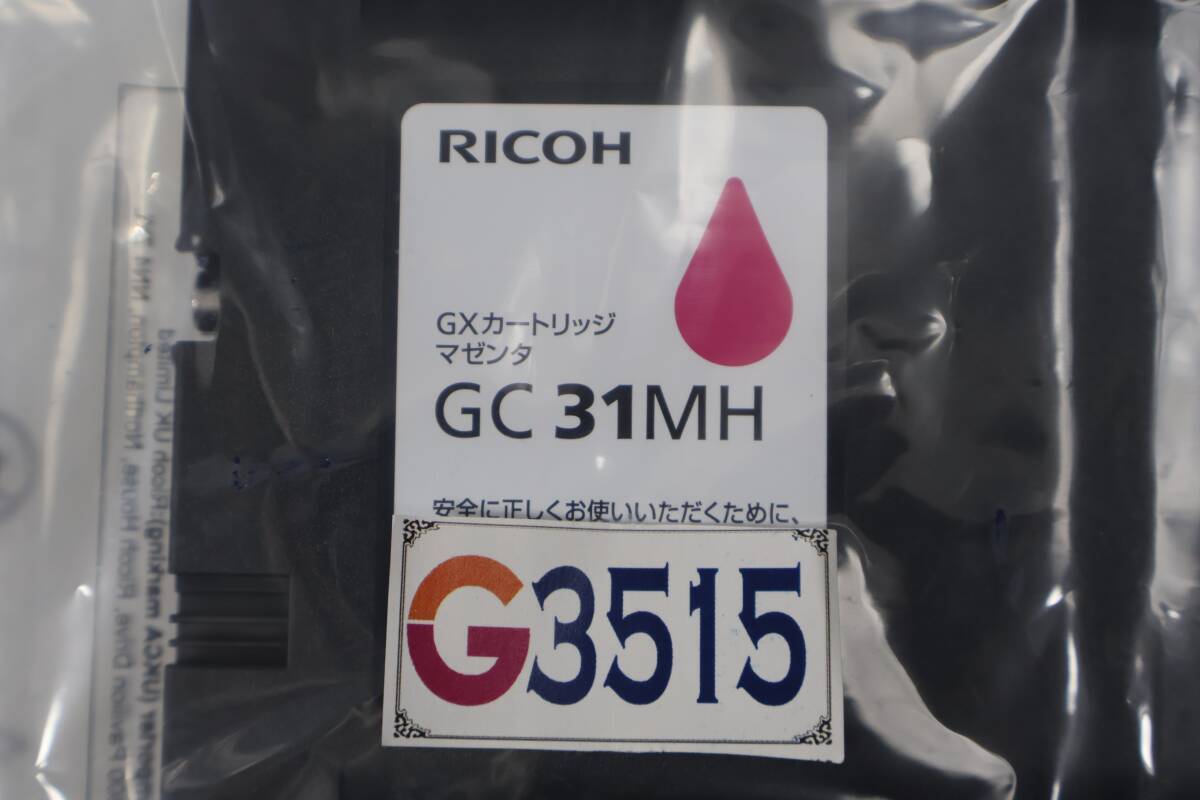 RICOH
GXカートリッジ
マゼンタ
GC 31MH
安全に正しくお使いいただくために、
G3515